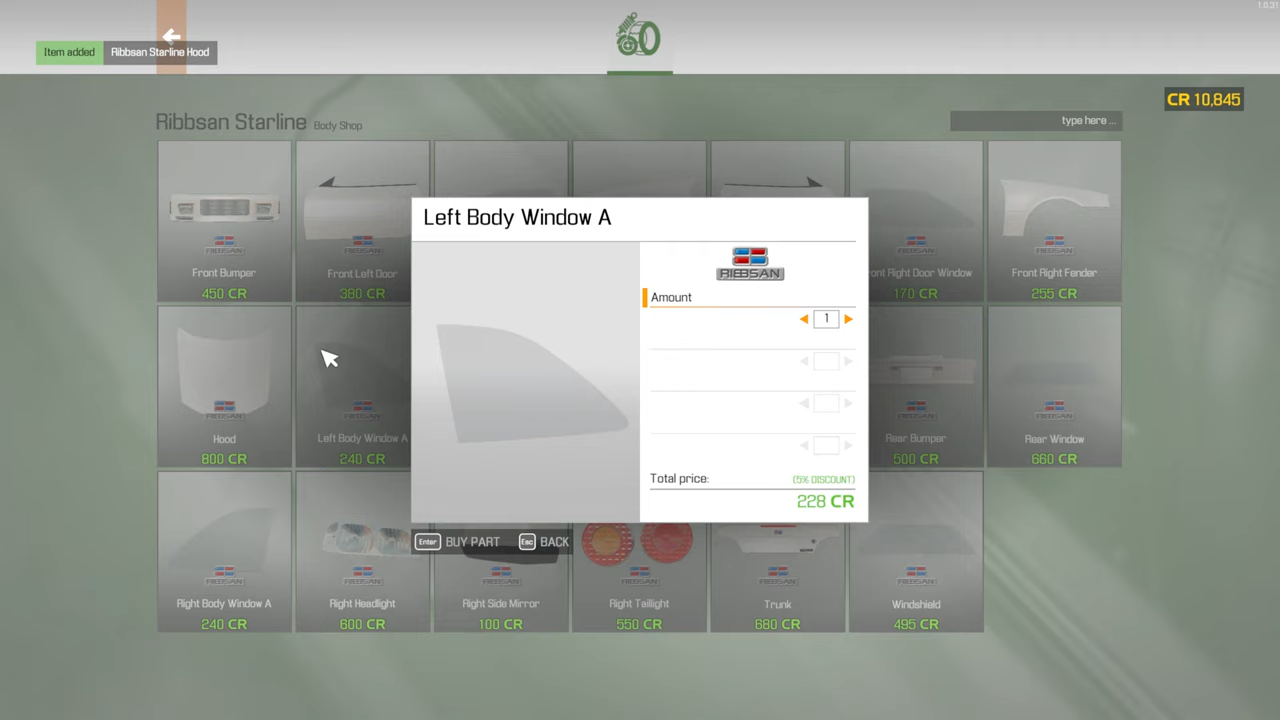 1.0.31
Item added Ribbsan Starline Hood
CR 10,845
Ribbsan Starline Body Shop
type here ...
Left Body Window A
RIBBSAN
Amount
1
Total price: (5% DISCOUNT)
228 CR
Enter BUY PART Esc BACK
Front Bumper
450 CR
Front Left Door
380 CR
ont Right Door Window
170 CR
Front Right Fender
255 CR
Hood
800 CR
Left Body Window A
240 CR
Rear Bumper
500 CR
Rear Window
660 CR
Right Body Window A
240 CR
Right Headlight
600 CR
Right Side Mirror
100 CR
Right Taillight
550 CR
Trunk
680 CR
Windshield
495 CR